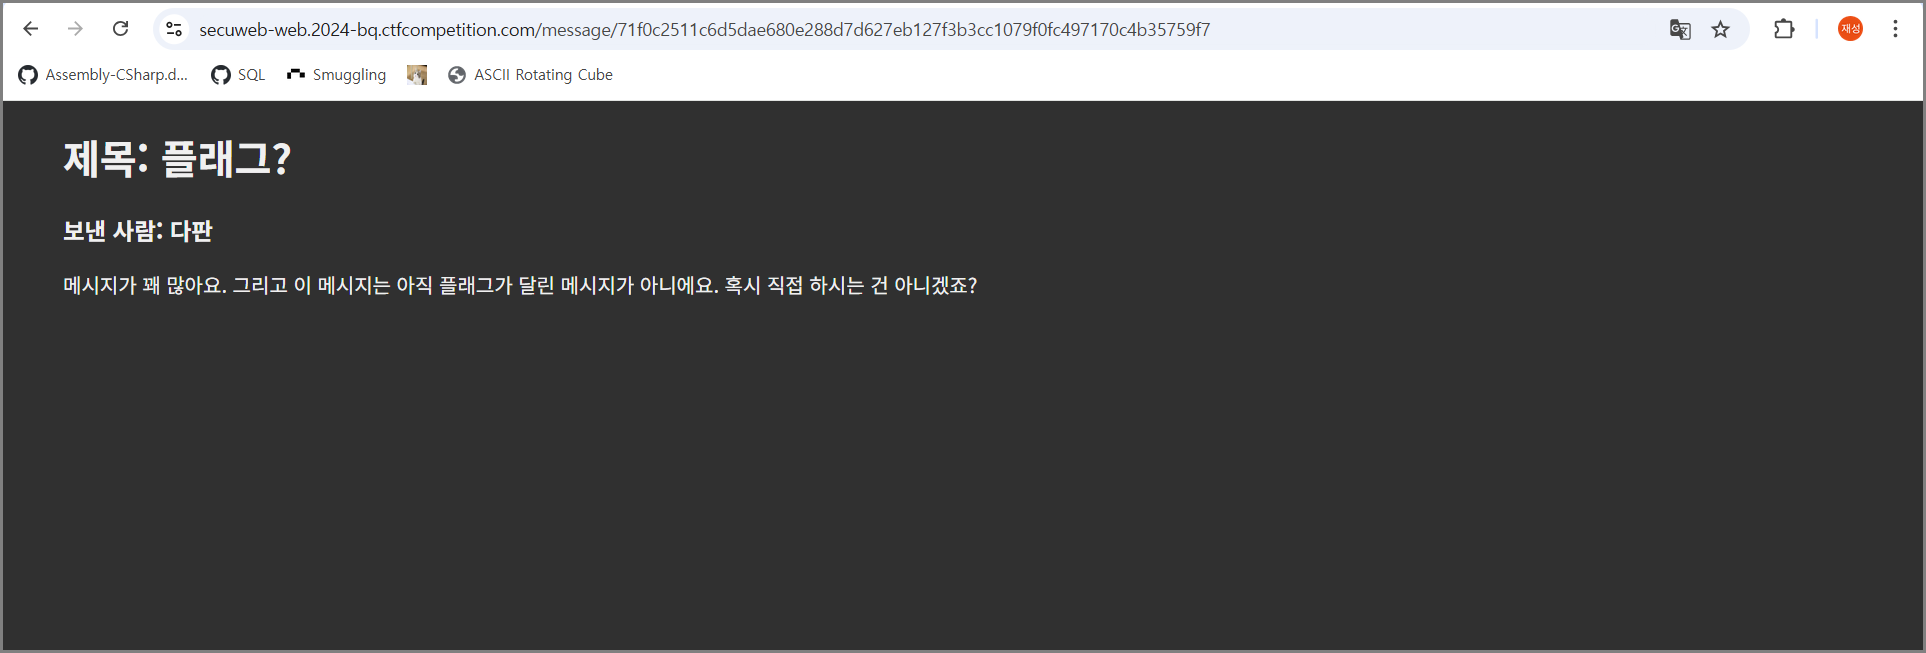 secuweb-web.2024-bq.ctfcompetition.com/message/71f0c2511c6d5dae680e288d7d627eb127f3b3cc1079f0fc497170c4b35759f7
재성
Assembly-CSharp.d... SQL Smuggling ASCII Rotating Cube
제목: 플래그?
보낸 사람: 다판
메시지가 꽤 많아요. 그리고 이 메시지는 아직 플래그가 달린 메시지가 아니에요. 혹시 직접 하시는 건 아니겠죠?